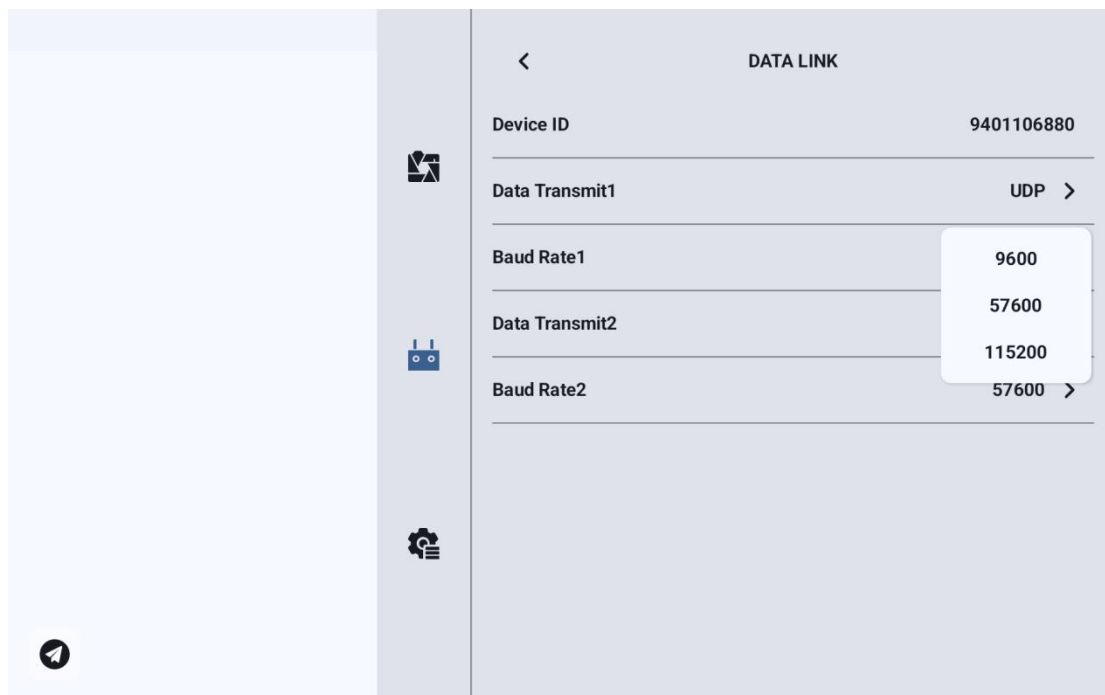 DATA LINK
Device ID 9401106880
Data Transmit1 UDP
Baud Rate1
9600
57600
Data Transmit2
115200
Baud Rate2 57600